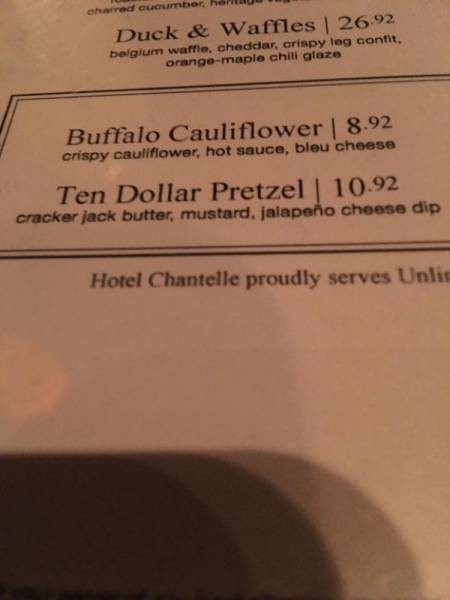 charred cucumber,
Duck & Waffles | 26.92
belgium waffle, cheddar, crispy leg confit,
orange-maple chili glaze
Buffalo Cauliflower | 8.92
crispy cauliflower, hot sauce, bleu cheese
Ten Dollar Pretzel | 10.92
cracker jack butter, mustard, jalapeño cheese dip
Hotel Chantelle proudly serves